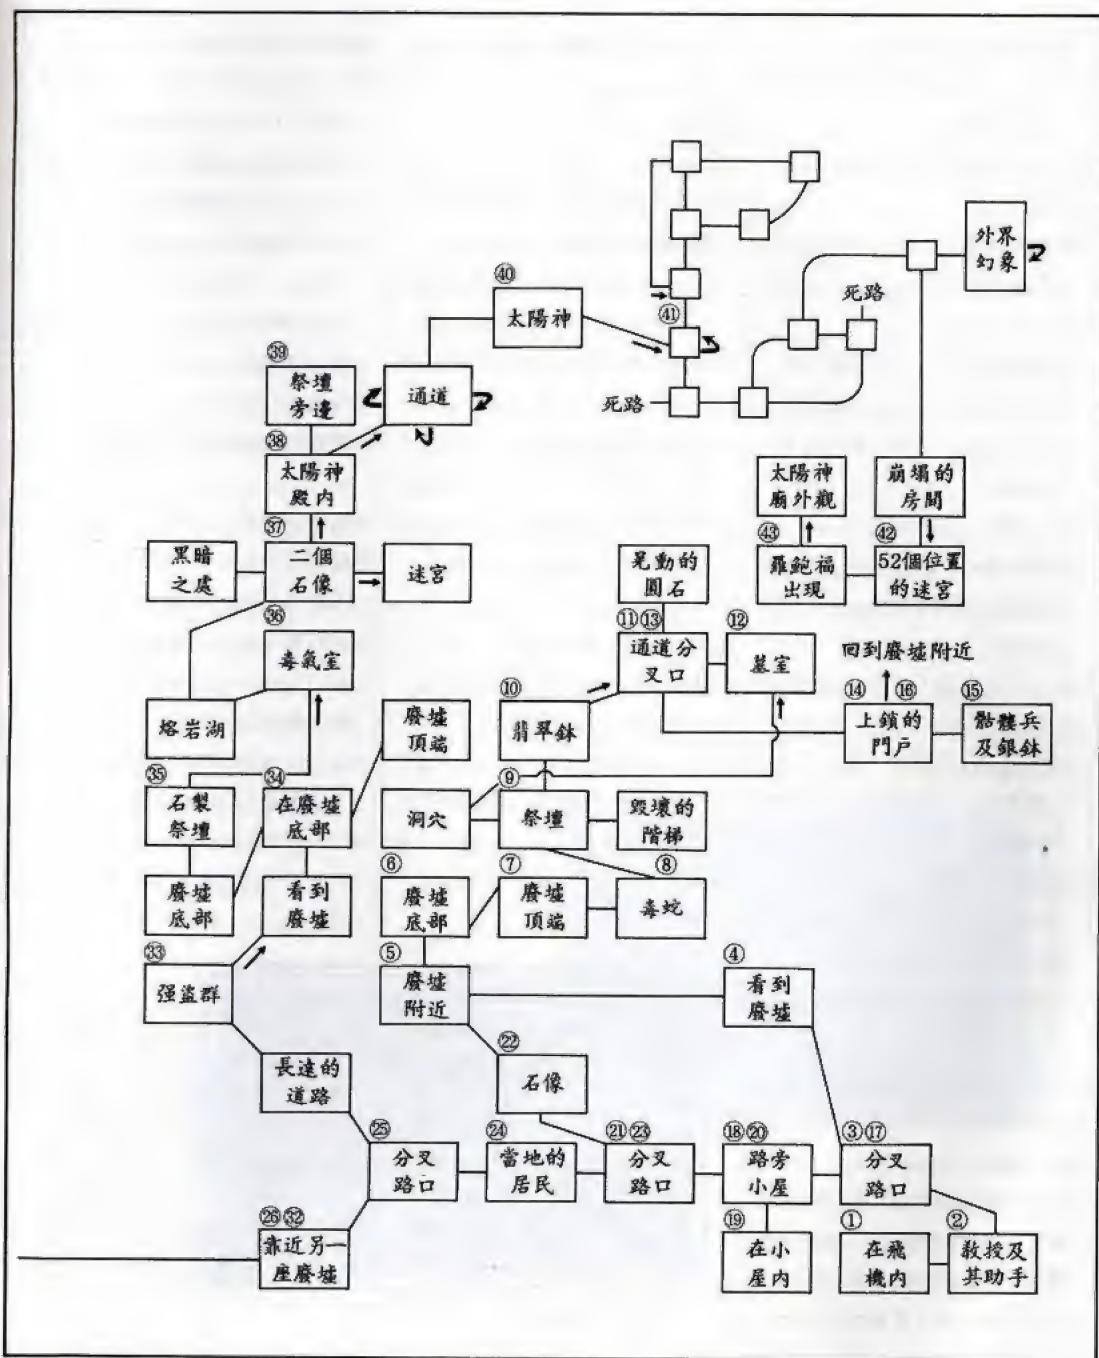 外界
幻象
㊵
太陽神
死路
㊶
㊴
祭壇
旁邊
通道
死路
㊳
太陽神
殿內
太陽神
廟外觀
崩塌的
房間
㊲
黑暗
之處
二個
石像
迷宮
晃動的
圓石
㊸
羅鮑福
出現
㊷
52個位置
的迷宮
㊱
毒氣室
⑪⑬
通道分
叉口
⑫
墓室
回到廢墟附近
熔岩湖
廢墟
頂端
⑩
翡翠鉢
⑭
⑯
上鎖的
門戶
⑮
骷髏兵
及銀鉢
㉟
石製
祭壇
㉞
在廢墟
底部
洞穴
⑨
祭壇
毀壞的
階梯
廢墟
底部
看到
廢墟
⑥
廢墟
底部
⑦
廢墟
頂端
⑧
毒蛇
㉝
强盜群
⑤
廢墟
附近
④
看到
廢墟
長遠的
道路
㉒
石像
㉕
分叉
路口
㉔
當地的
居民
㉑㉓
分叉
路口
⑱⑳
路旁
小屋
③⑰
分叉
路口
㉖㉜
靠近另一
座廢墟
⑲
在小
屋內
①
在飛
機內
②
教授及
其助手